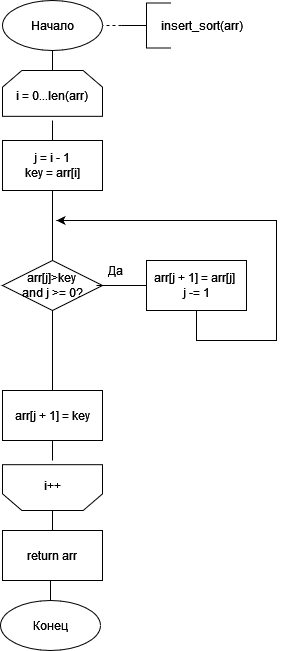 Начало
insert_sort(arr)
i = 0...len(arr)
j = i - 1
key = arr[i]
arr[j]>key
and j >= 0?
Да
arr[j + 1] = arr[j]
j -= 1
arr[j + 1] = key
i++
return arr
Конец